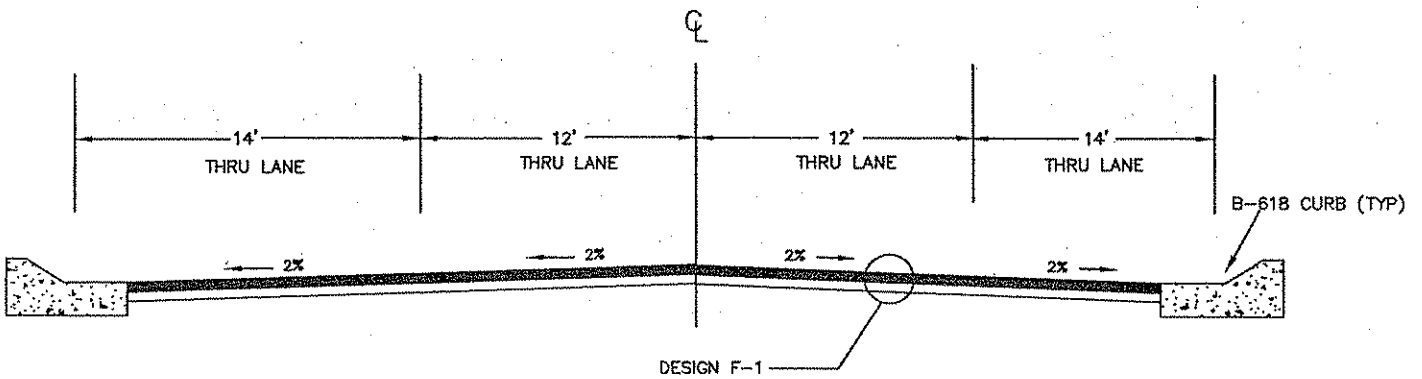 ℄
14' 12' 12' 14'
THRU LANE THRU LANE THRU LANE THRU LANE
B-618 CURB (TYP)
2% 2% 2% 2%
DESIGN F-1